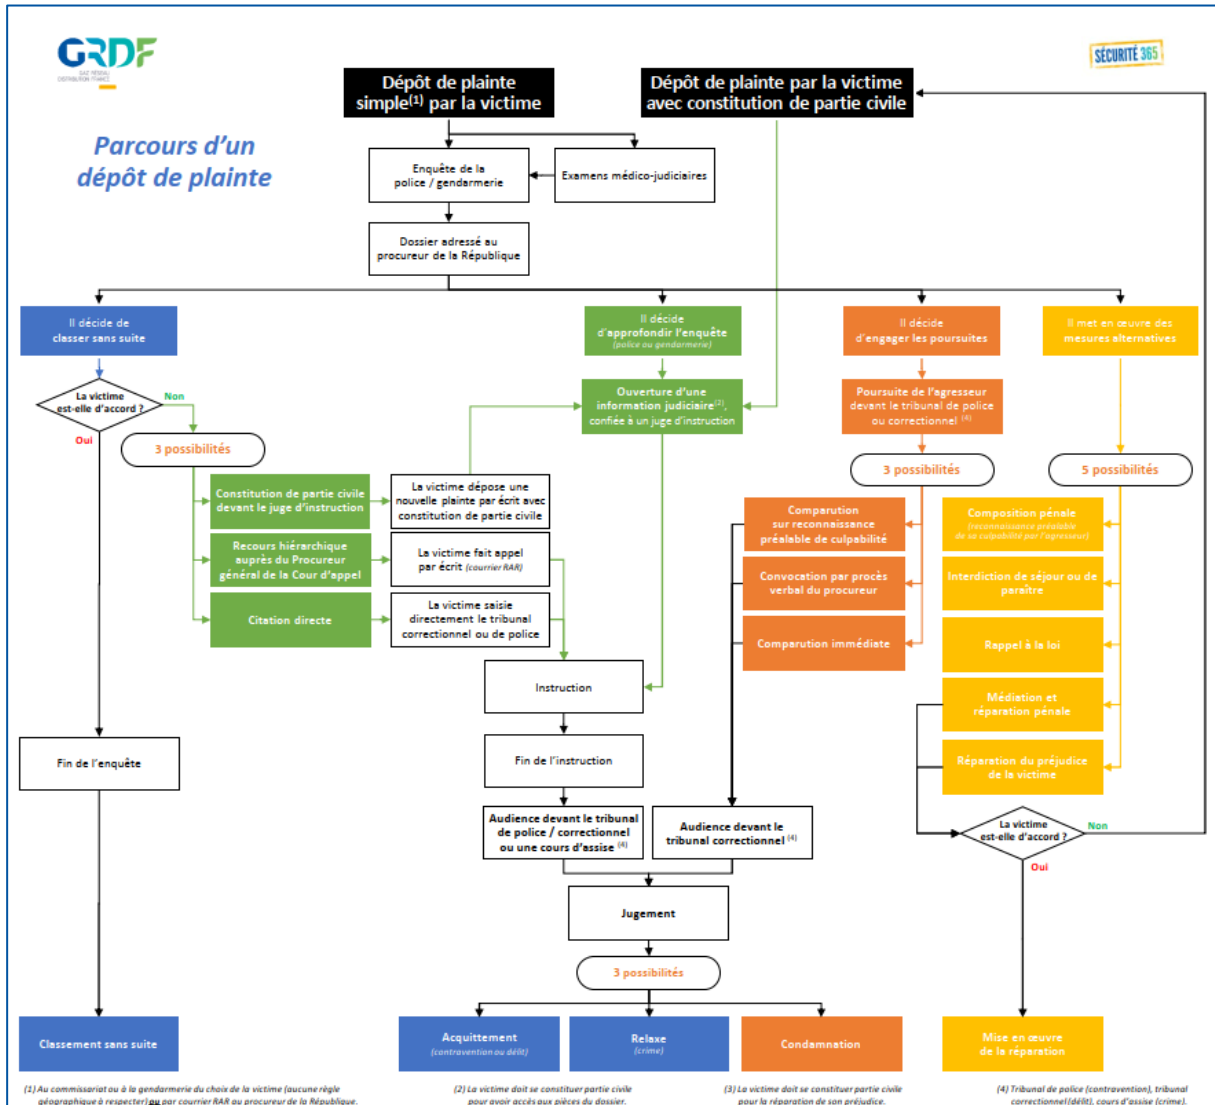 GRDF
GAZ RÉSEAU
DISTRIBUTION FRANCE
SÉCURITÉ 365
Parcours d'un
dépôt de plainte
Dépôt de plainte
simple(1) par la victime
Dépôt de plainte par la victime
avec constitution de partie civile
Enquête de la
police / gendarmerie
Examens médico-judiciaires
Dossier adressé au
procureur de la République
Il décide de
classer sans suite
Il décide
d'approfondir l'enquête
(police ou gendarmerie)
Il décide
d'engager les poursuites
Il met en œuvre des
mesures alternatives
La victime
est-elle d'accord ?
Non
Oui
3 possibilités
Ouverture d'une
information judiciaire(2),
confiée à un juge d'instruction
Poursuite de l'agresseur
devant le tribunal de police
ou correctionnel (4)
3 possibilités
5 possibilités
Constitution de partie civile
devant le juge d'instruction
La victime dépose une
nouvelle plainte par écrit avec
constitution de partie civile
Recours hiérarchique
auprès du Procureur
général de la Cour d'appel
La victime fait appel
par écrit (courrier RAR)
Citation directe
La victime saisie
directement le tribunal
correctionnel ou de police
Comparution
sur reconnaissance
préalable de culpabilité
Convocation par procès
verbal du procureur
Comparution immédiate
Composition pénale
(reconnaissance préalable
de sa culpabilité par l'agresseur)
Interdiction de séjour ou de
paraître
Rappel à la loi
Médiation et
réparation pénale
Réparation du préjudice
de la victime
Instruction
Fin de l'enquête
Fin de l'instruction
Audience devant le tribunal
de police / correctionnel
ou une cours d'assise (4)
Audience devant le
tribunal correctionnel (4)
La victime
est-elle d'accord ?
Non
Oui
Jugement
3 possibilités
Classement sans suite
Acquittement
(contravention ou délit)
Relaxe
(crime)
Condamnation
Mise en œuvre
de la réparation
(1) Au commissariat ou à la gendarmerie du choix de la victime (aucune règle
géographique à respecter) ou par courrier RAR au procureur de la République.
(2) La victime doit se constituer partie civile
pour avoir accès aux pièces du dossier.
(3) La victime doit se constituer partie civile
pour la réparation de son préjudice.
(4) Tribunal de police (contravention), tribunal
correctionnel (délit), cours d'assise (crime).